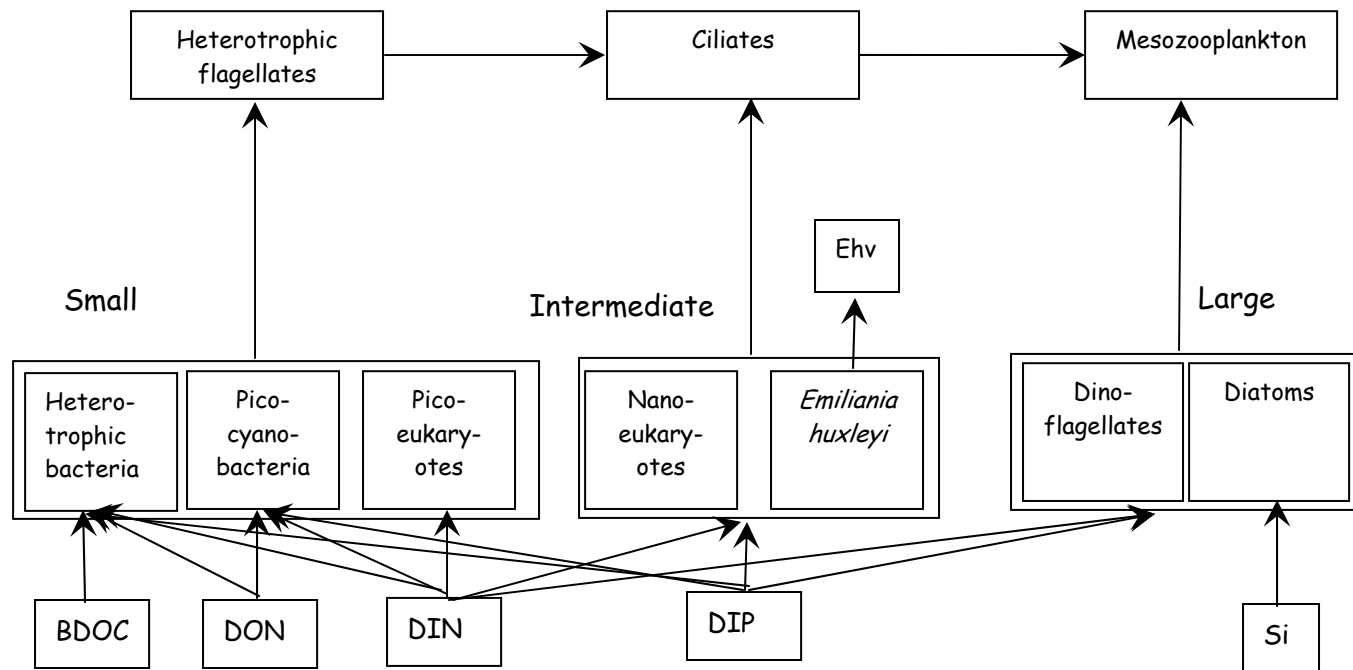 Heterotrophic
flagellates
Ciliates
Mesozooplankton
Ehv
Small
Intermediate
Large
Hetero-
trophic
bacteria
Pico-
cyano-
bacteria
Pico-
eukary-
otes
Nano-
eukary-
otes
Emiliania
huxleyi
Dino-
flagellates
Diatoms
BDOC
DON
DIN
DIP
Si